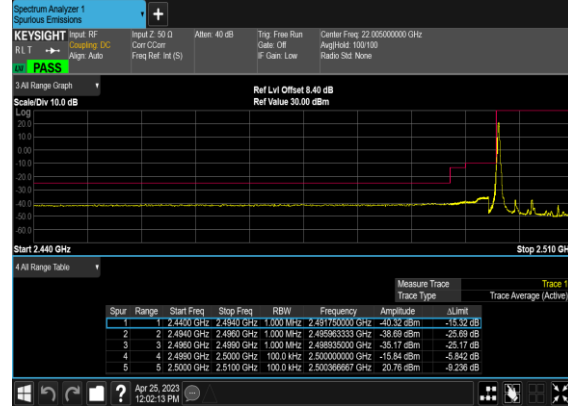 Spectrum Analyzer 1
Spurious Emissions
+
KEYSIGHT Input: RF Input Z: 50 Ω Atten: 40 dB Trig: Free Run Center Freq: 22.005000000 GHz
RLT Coupling: DC Corr CCorr Gate: Off Avg|Hold: 100/100
Align: Auto Freq Ref: Int (S) IF Gain: Low Radio Std: None
PASS
3 All Range Graph
Ref Lvl Offset 8.40 dB
Scale/Div 10.0 dB Ref Value 30.00 dBm
Log
20.0
10.0
0.00
-10.0
-20.0
-30.0
-40.0
-50.0
-60.0
Start 2.440 GHz Stop 2.510 GH
4 All Range Table
Measure Trace Trace 1
Trace Type Trace Average (Active)
Spur Range Start Freq Stop Freq RBW Frequency Amplitude ΔLimit
1 1 2.4400 GHz 2.4940 GHz 1.000 MHz 2.491750000 GHz -40.32 dBm -15.32 dB
2 2 2.4940 GHz 2.4960 GHz 1.000 MHz 2.495963333 GHz -38.69 dBm -25.69 dB
3 3 2.4960 GHz 2.4990 GHz 1.000 MHz 2.498935000 GHz -35.17 dBm -25.17 dB
4 4 2.4990 GHz 2.5000 GHz 100.0 kHz 2.500000000 GHz -15.84 dBm -5.842 dB
5 5 2.5000 GHz 2.5100 GHz 100.0 kHz 2.500366667 GHz 20.76 dBm -9.236 dB
? Apr 25, 2023
12:02:13 PM